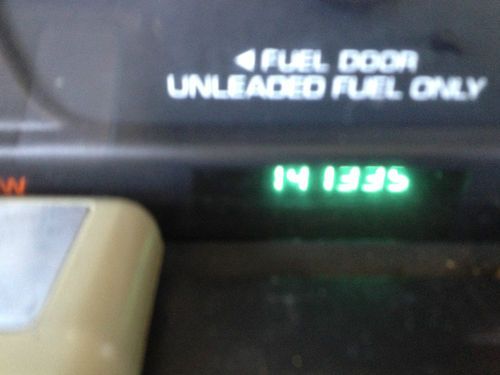 ◀ FUEL DOOR
UNLEADED FUEL ONLY
141335
W